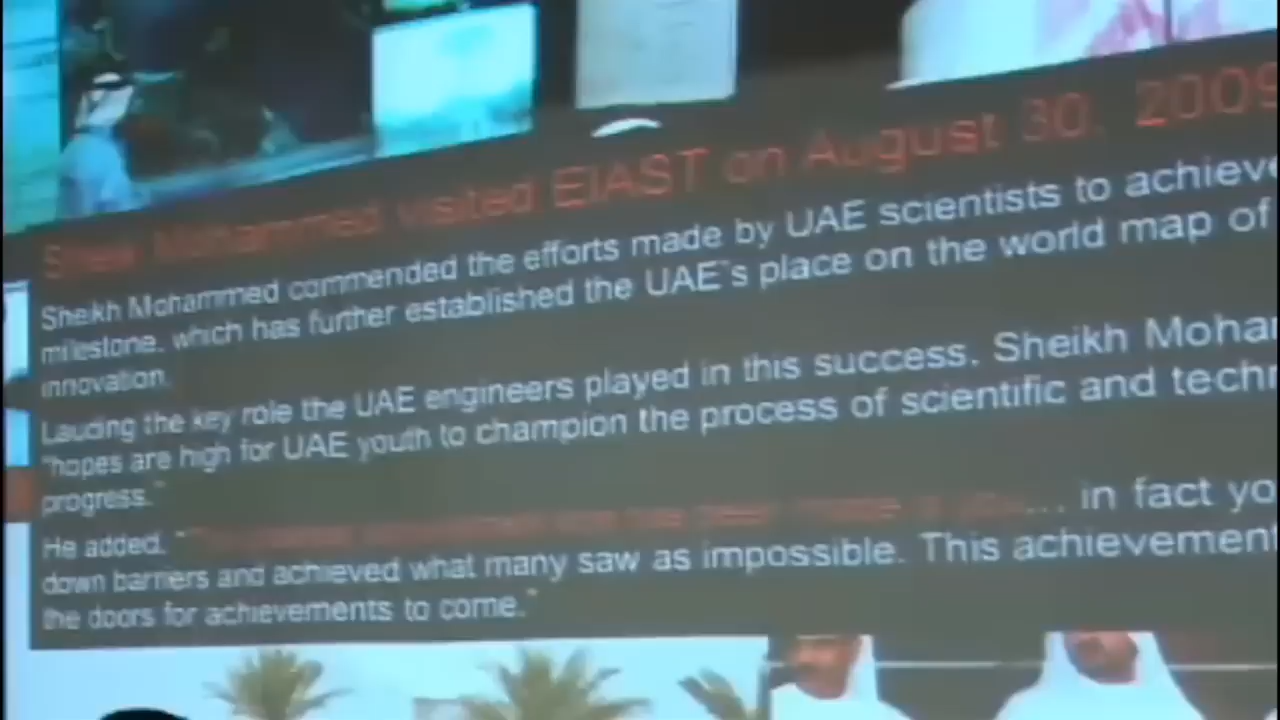 Mohammed visited EIAST on August 30, 2009
Sheikh Mohammed commended the efforts made by UAE scientists to achieve
milestone, which has further established the UAE's place on the world map of
innovation.
Lauding the key role the UAE engineers played in this success. Sheikh Moha
"hopes are high for UAE youth to champion the process of scientific and tech
progress."
He added, " ... in fact yo
down barriers and achieved what many saw as impossible. This achievement
the doors for achievements to come."